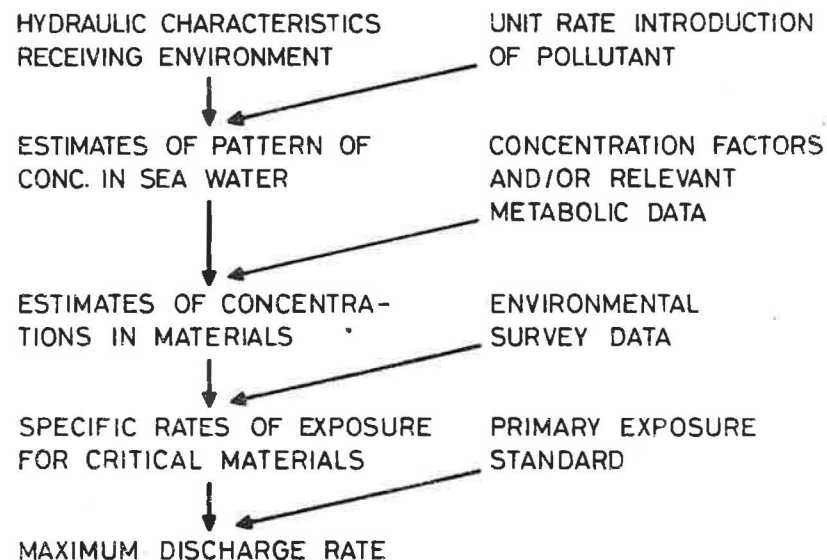 HYDRAULIC CHARACTERISTICS
RECEIVING ENVIRONMENT
UNIT RATE INTRODUCTION
OF POLLUTANT
ESTIMATES OF PATTERN OF
CONC. IN SEA WATER
CONCENTRATION FACTORS
AND/OR RELEVANT
METABOLIC DATA
ESTIMATES OF CONCENTRA-
TIONS IN MATERIALS
ENVIRONMENTAL
SURVEY DATA
SPECIFIC RATES OF EXPOSURE
FOR CRITICAL MATERIALS
PRIMARY EXPOSURE
STANDARD
MAXIMUM DISCHARGE RATE